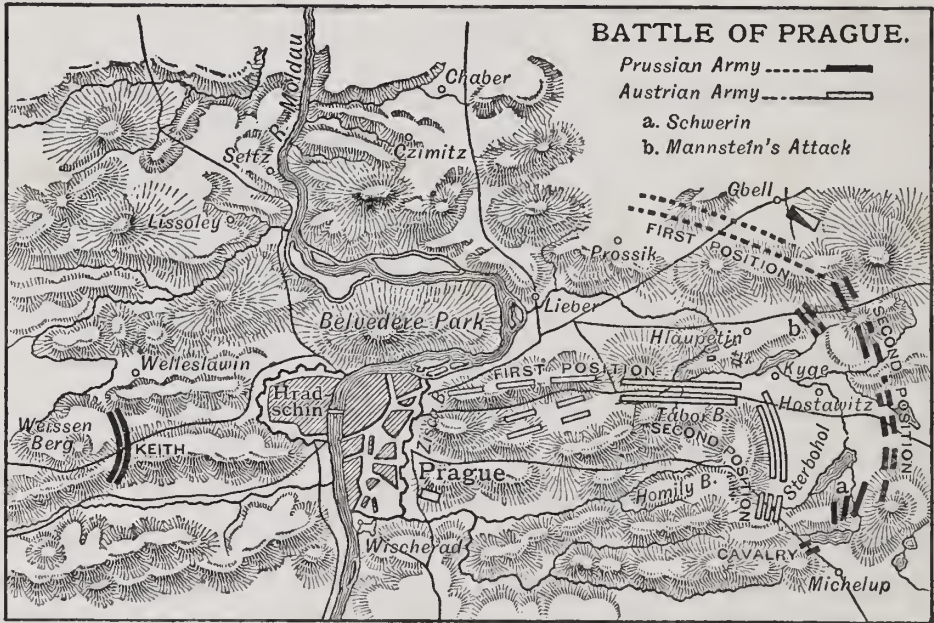 BATTLE OF PRAGUE.
Prussian Army
Austrian Army
a. Schwerin
b. Mannstein's Attack
R. Moldau
Chaber
Czimitz
Seltz
Lissoley
Gbell
FIRST POSITION
Prossik
Lieber
Belvedere Park
Hlaupetin
b.
SECOND POSITION
Welleslawin
Hrad-
schin
FIRST POSITION
Kyge
Hostawitz
Tabor B.
SECOND POSITION
Weissen
Berg
KEITH
Prague
Homily B.
Sterbohol
a.
Wischerad
CAVALRY
Michelup